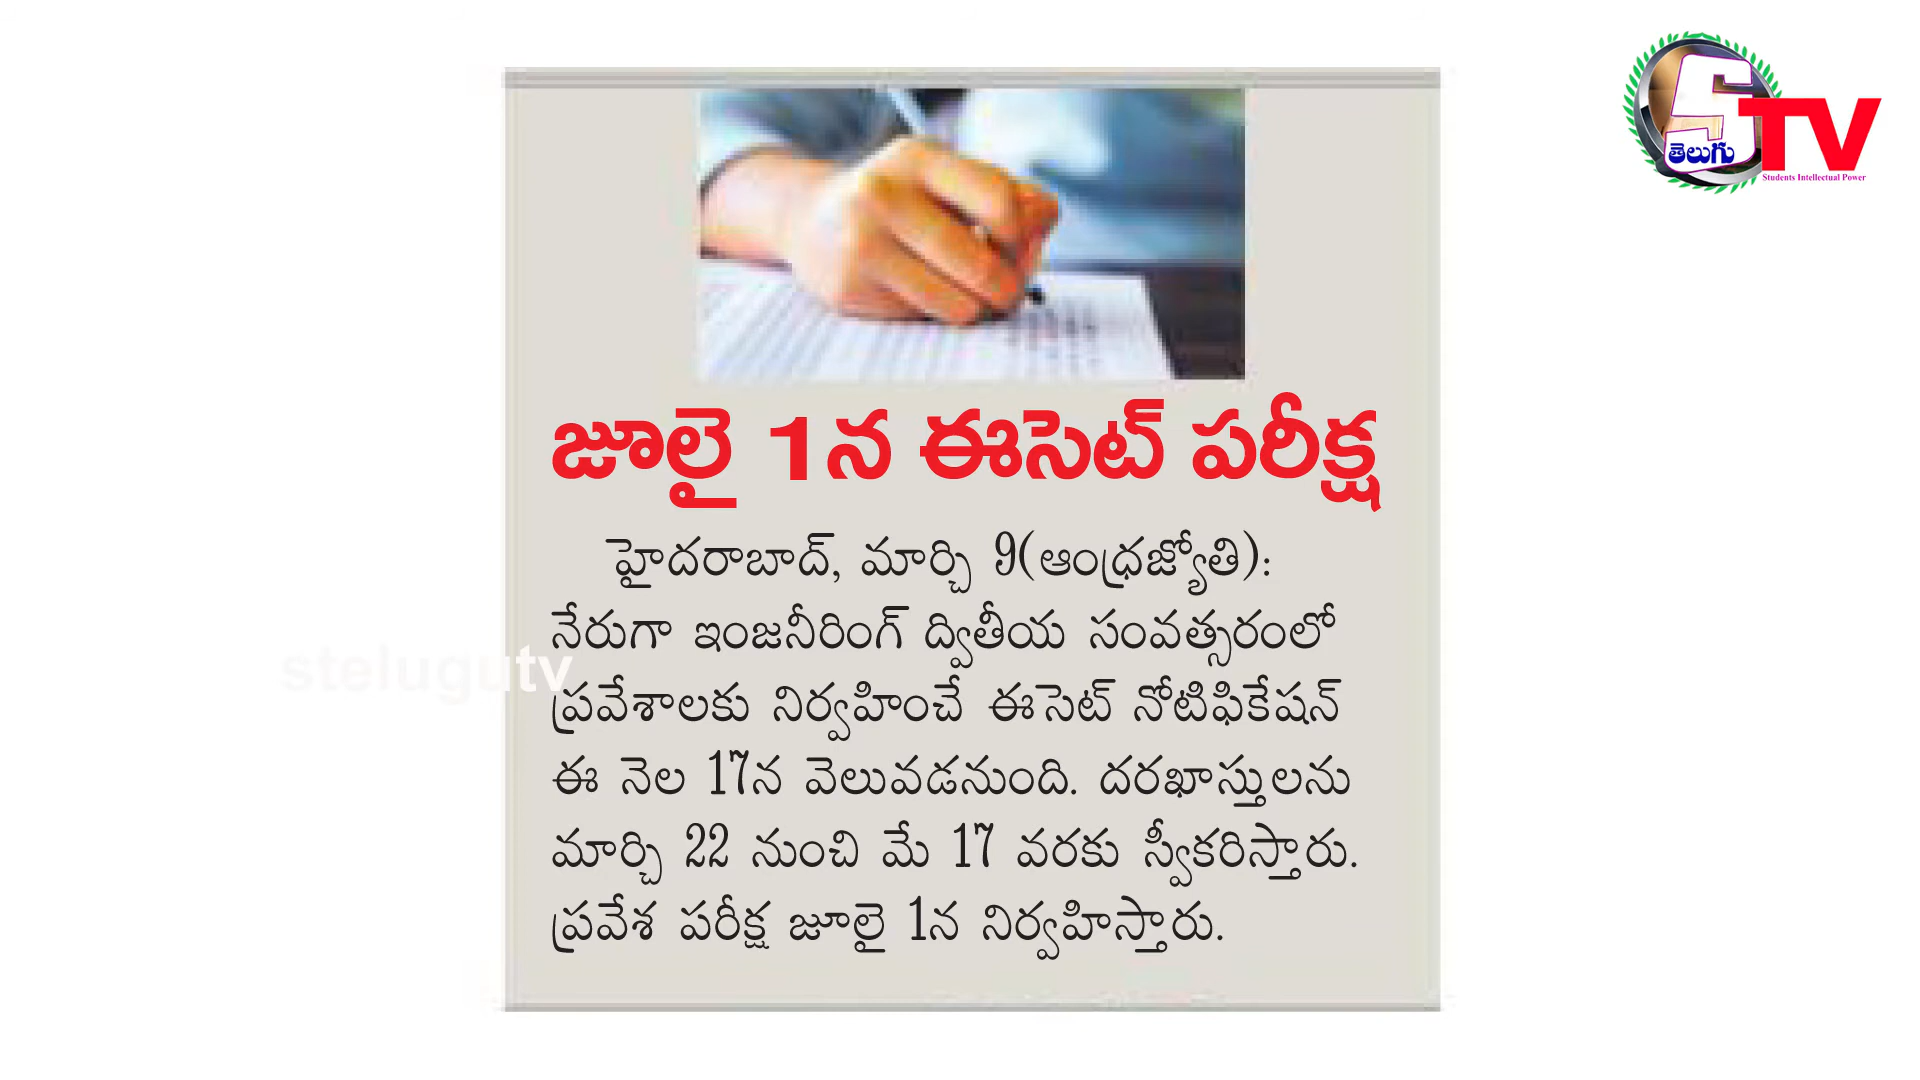 S TV
తెలుగు
Students Intellectual Power
జూలై 1న ఈసెట్ పరీక్ష
హైదరాబాద్, మార్చి 9(ఆంధ్రజ్యోతి):
నేరుగా ఇంజనీరింగ్ ద్వితీయ సంవత్సరంలో
ప్రవేశాలకు నిర్వహించే ఈసెట్ నోటిఫికేషన్
ఈ నెల 17న వెలువడనుంది. దరఖాస్తులను
మార్చి 22 నుంచి మే 17 వరకు స్వీకరిస్తారు.
ప్రవేశ పరీక్ష జూలై 1న నిర్వహిస్తారు.
stelugutv